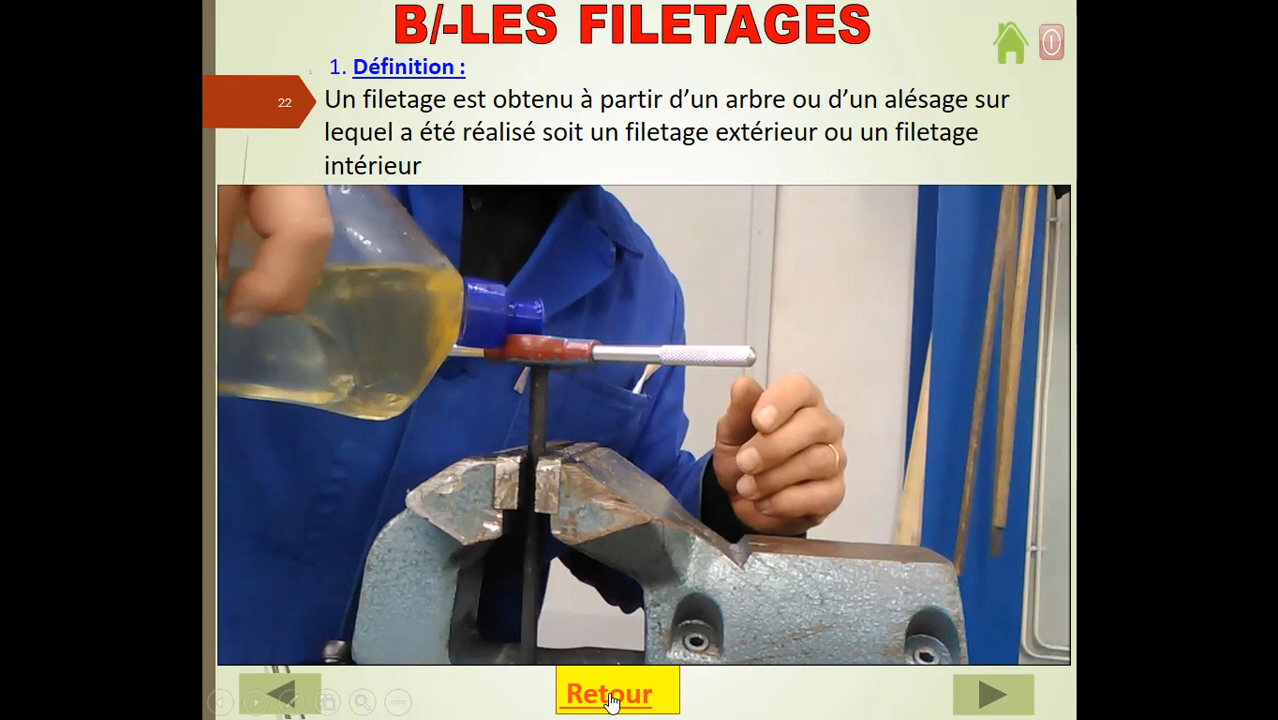 B/-LES FILETAGES
1. Définition :
22
Un filetage est obtenu à partir d’un arbre ou d’un alésage sur
lequel a été réalisé soit un filetage extérieur ou un filetage
intérieur
Retour